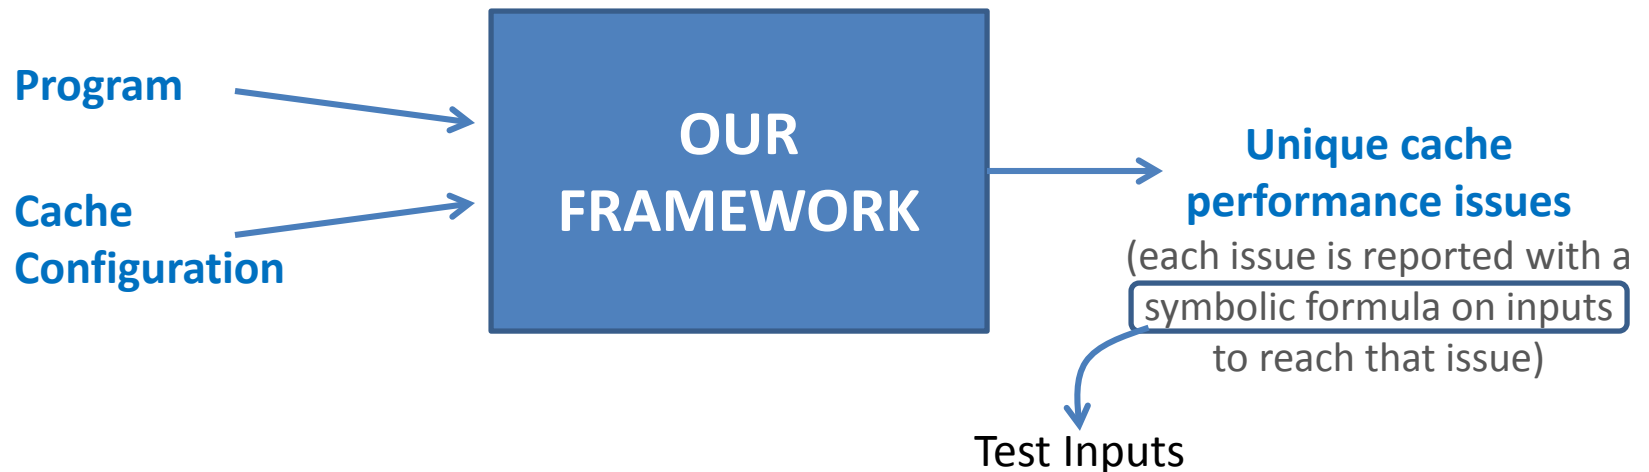 Program
Cache
Configuration
OUR
FRAMEWORK
Unique cache
performance issues
(each issue is reported with a
symbolic formula on inputs
to reach that issue)
Test Inputs